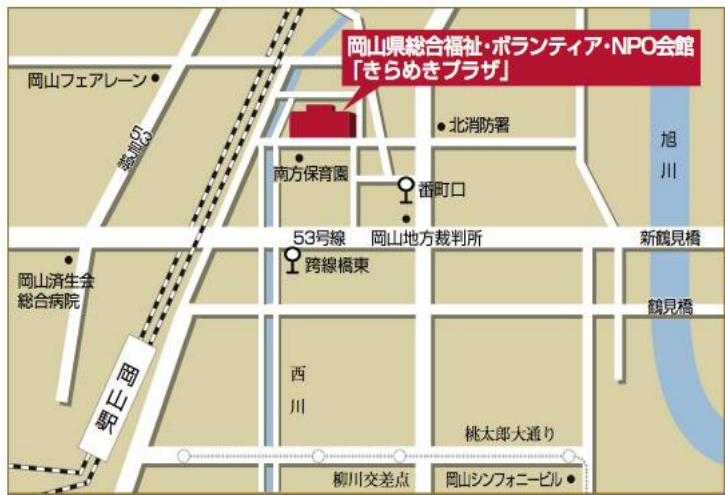 岡山県総合福祉・ボランティア・NPO会館
「きらめきプラザ」
岡山フェアレーン
53号線
北消防署
旭川
南方保育園
番町口
53号線
岡山地方裁判所
新鶴見橋
跨線橋東
岡山済生会
総合病院
鶴見橋
岡山駅
西川
桃太郎大通り
柳川交差点
岡山シンフォニービル